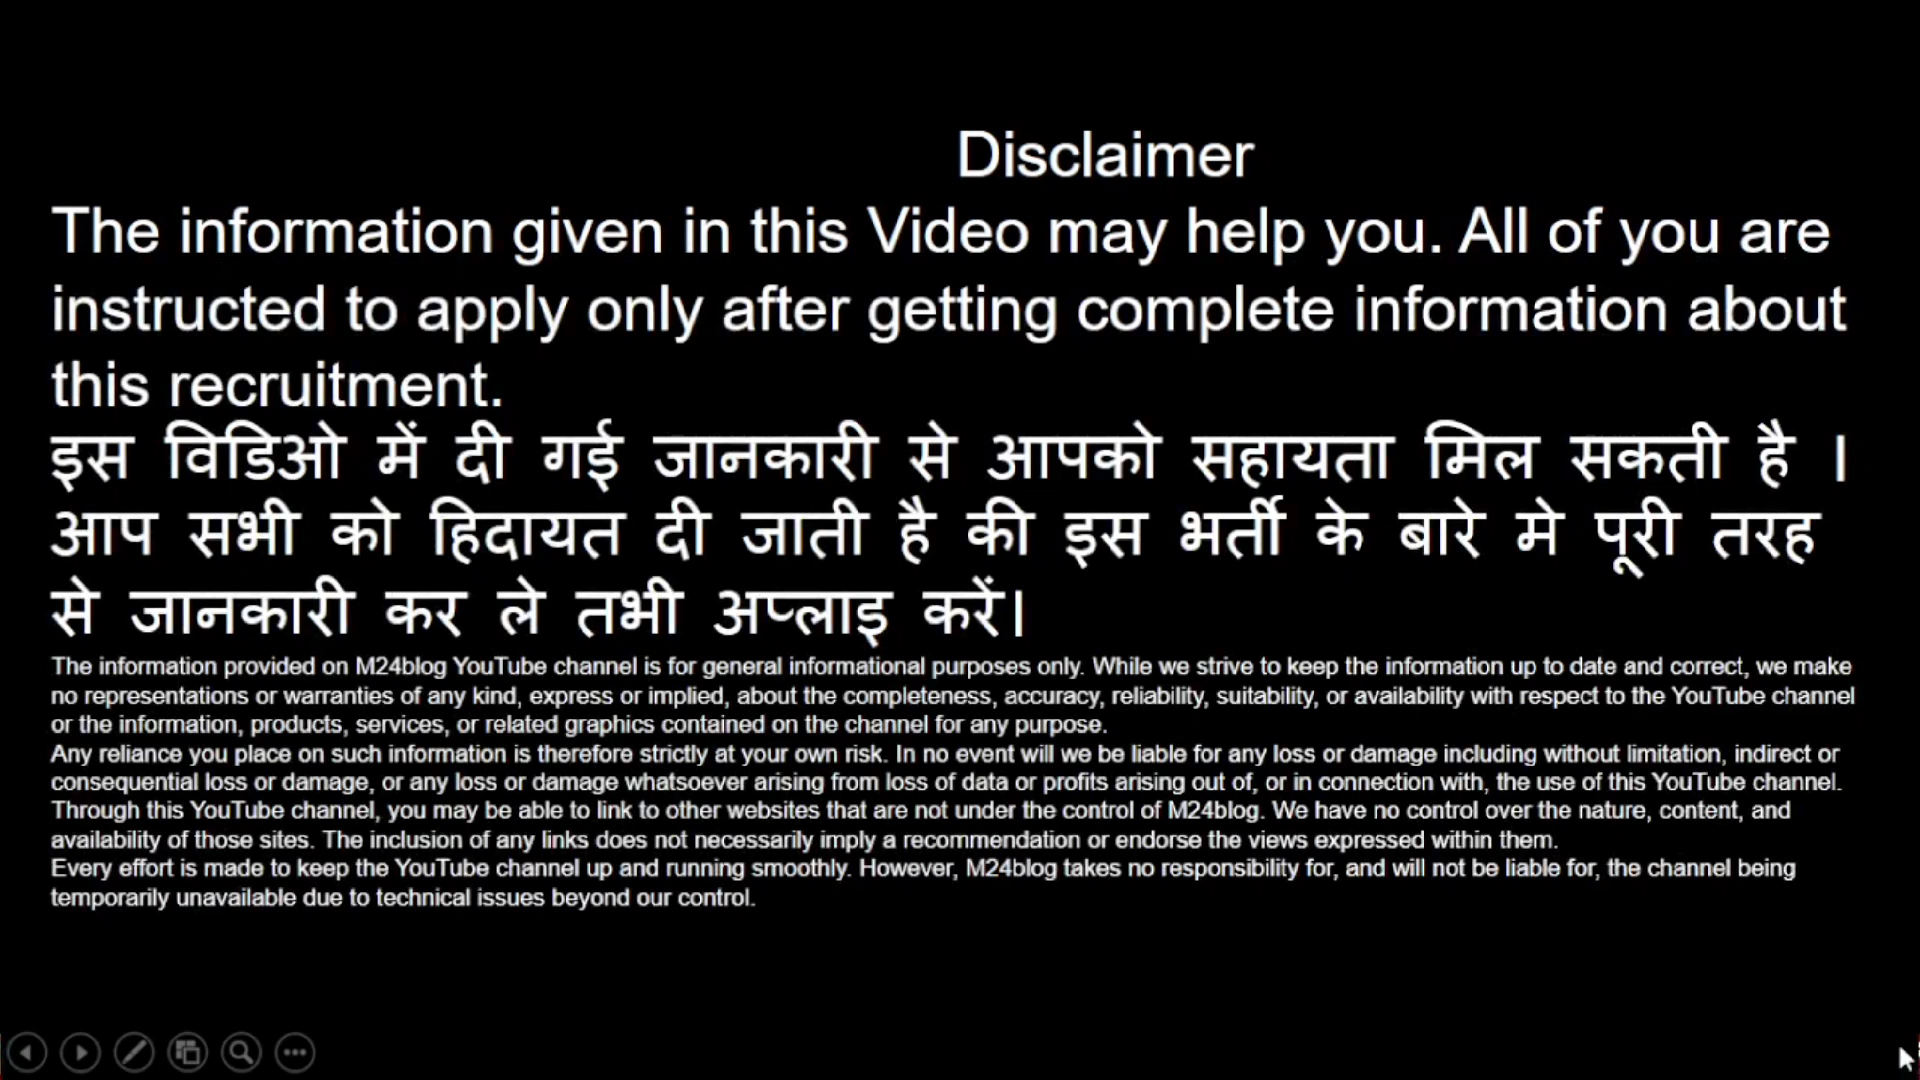 Disclaimer
The information given in this Video may help you. All of you are
instructed to apply only after getting complete information about
this recruitment.
इस विडिओ में दी गई जानकारी से आपको सहायता मिल सकती है ।
आप सभी को हिदायत दी जाती है की इस भर्ती के बारे मे पूरी तरह
से जानकारी कर ले तभी अप्लाइ करें।
The information provided on M24blog YouTube channel is for general informational purposes only. While we strive to keep the information up to date and correct, we make
no representations or warranties of any kind, express or implied, about the completeness, accuracy, reliability, suitability, or availability with respect to the YouTube channel
or the information, products, services, or related graphics contained on the channel for any purpose.
Any reliance you place on such information is therefore strictly at your own risk. In no event will we be liable for any loss or damage including without limitation, indirect or
consequential loss or damage, or any loss or damage whatsoever arising from loss of data or profits arising out of, or in connection with, the use of this YouTube channel.
Through this YouTube channel, you may be able to link to other websites that are not under the control of M24blog. We have no control over the nature, content, and
availability of those sites. The inclusion of any links does not necessarily imply a recommendation or endorse the views expressed within them.
Every effort is made to keep the YouTube channel up and running smoothly. However, M24blog takes no responsibility for, and will not be liable for, the channel being
temporarily unavailable due to technical issues beyond our control.